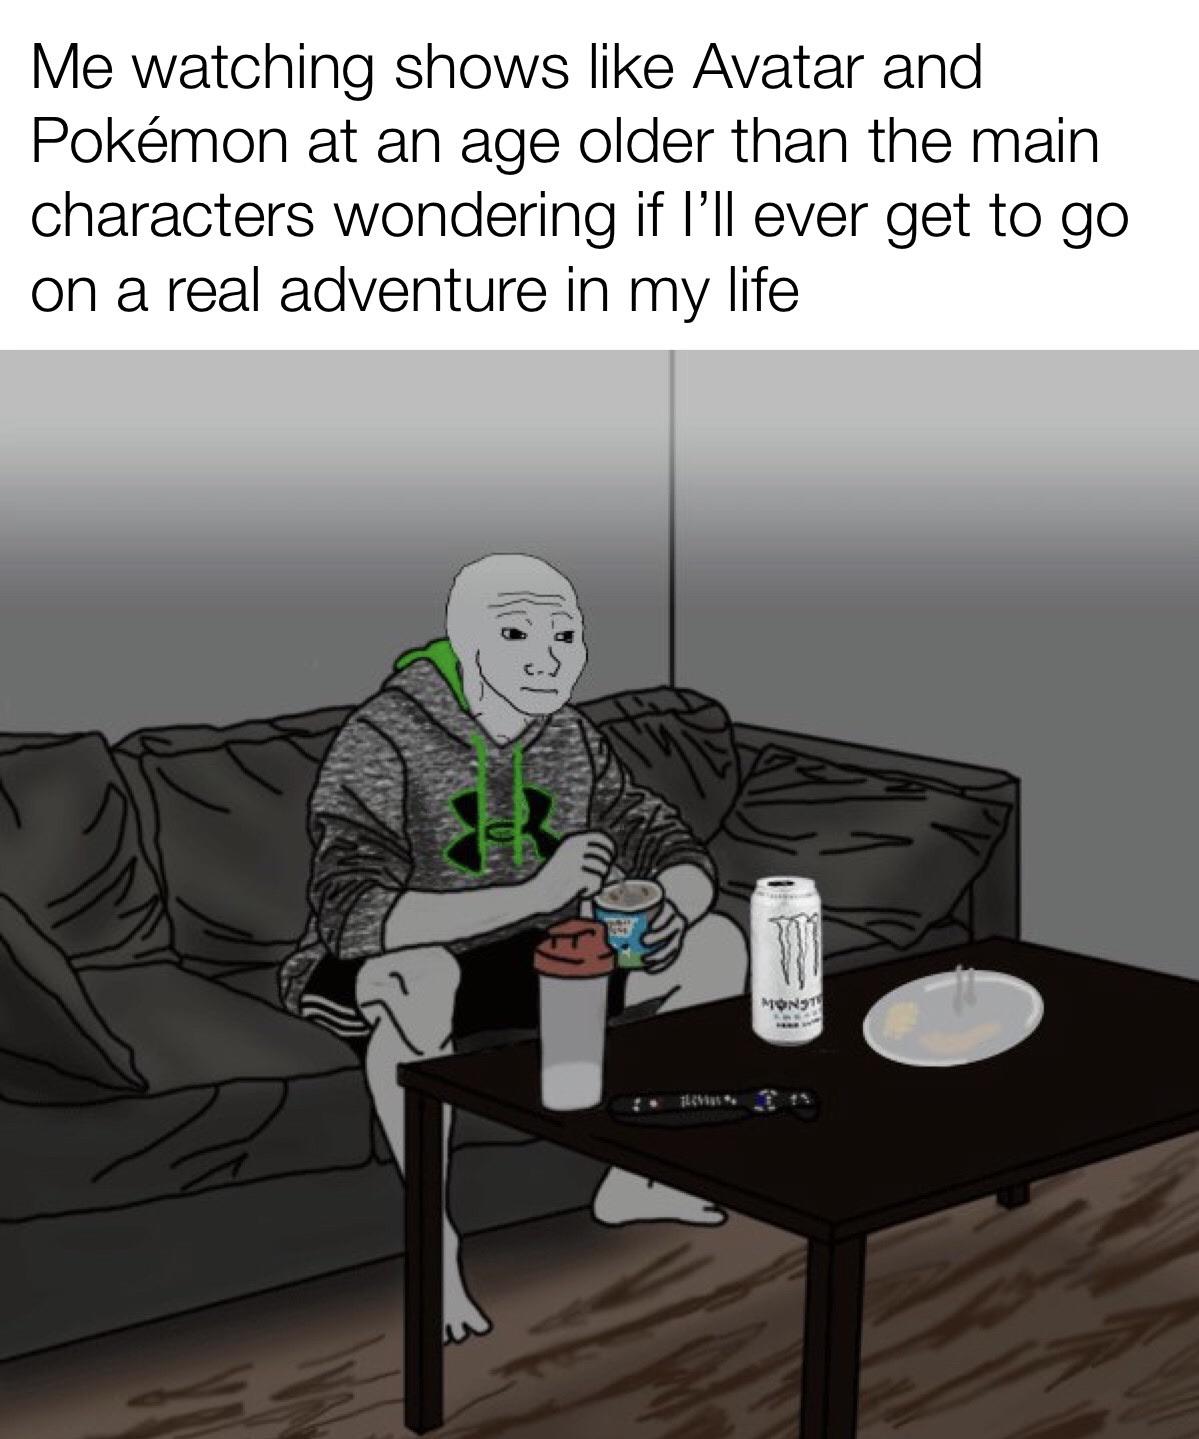 Me watching shows like Avatar and
Pokémon at an age older than the main
characters wondering if I’ll ever get to go
on a real adventure in my life